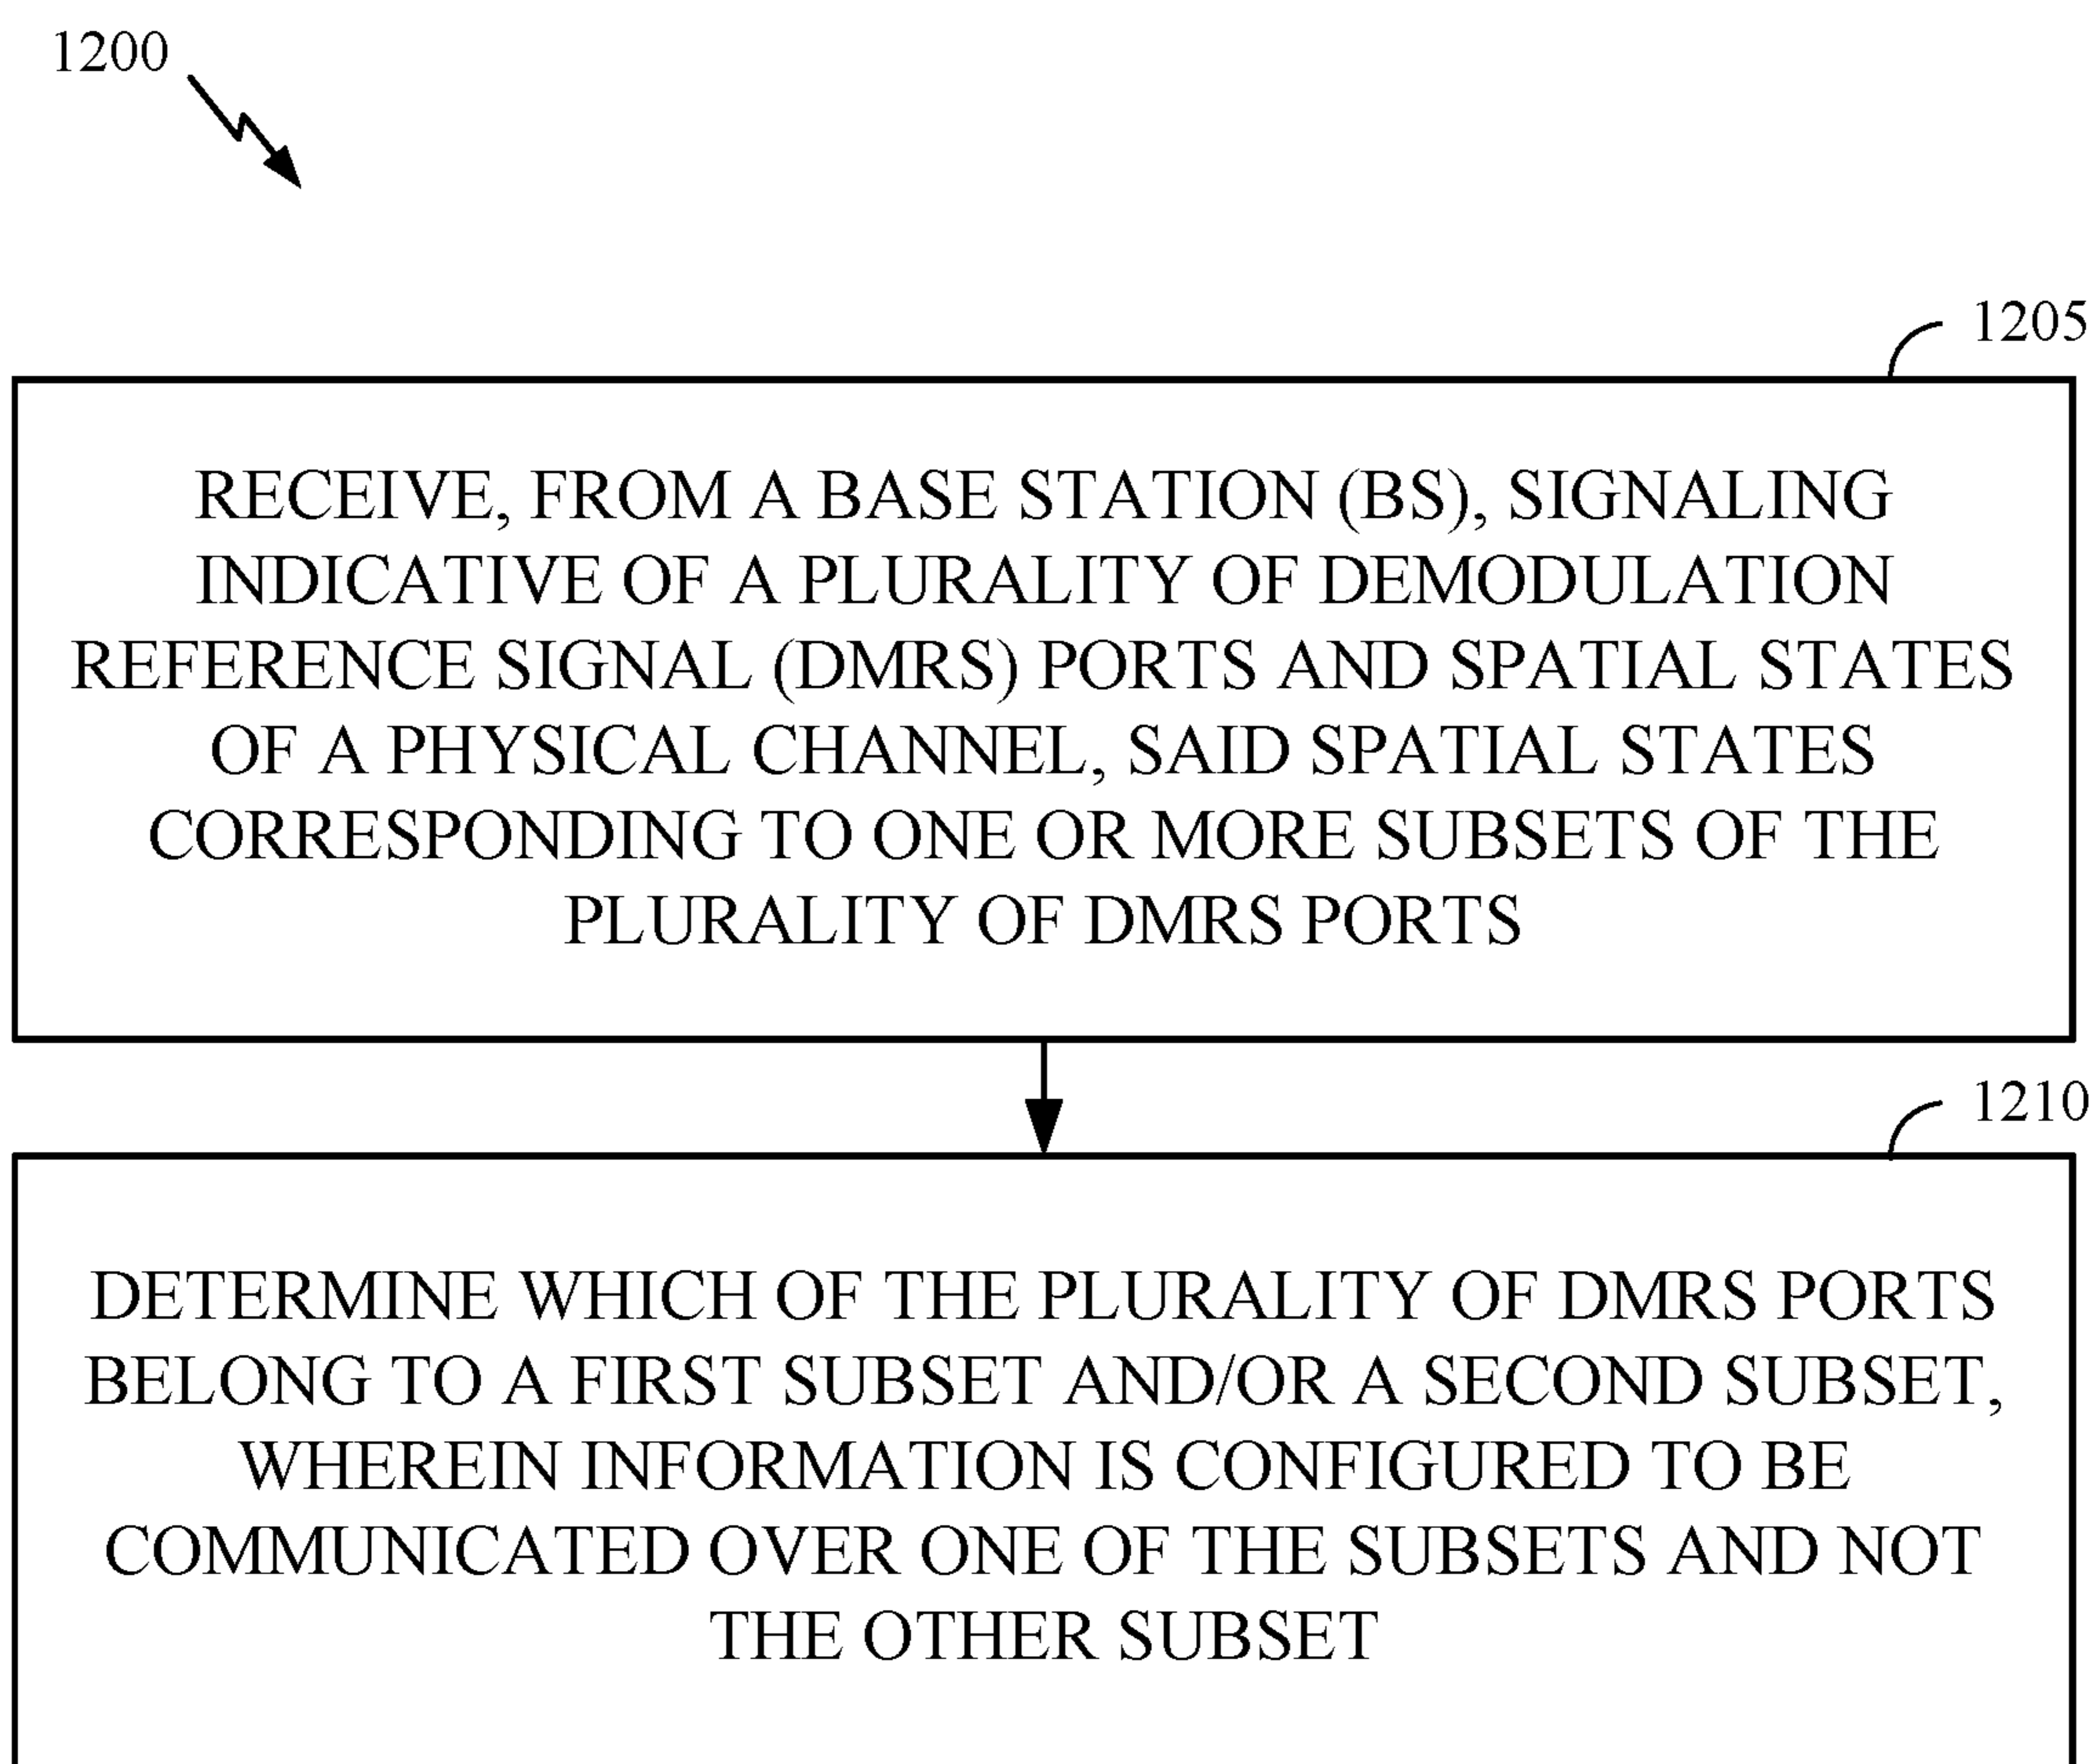 1200
1205
RECEIVE, FROM A BASE STATION (BS), SIGNALING
INDICATIVE OF A PLURALITY OF DEMODULATION
REFERENCE SIGNAL (DMRS) PORTS AND SPATIAL STATES
OF A PHYSICAL CHANNEL, SAID SPATIAL STATES
CORRESPONDING TO ONE OR MORE SUBSETS OF THE
PLURALITY OF DMRS PORTS
1210
DETERMINE WHICH OF THE PLURALITY OF DMRS PORTS
BELONG TO A FIRST SUBSET AND/OR A SECOND SUBSET,
WHEREIN INFORMATION IS CONFIGURED TO BE
COMMUNICATED OVER ONE OF THE SUBSETS AND NOT
THE OTHER SUBSET